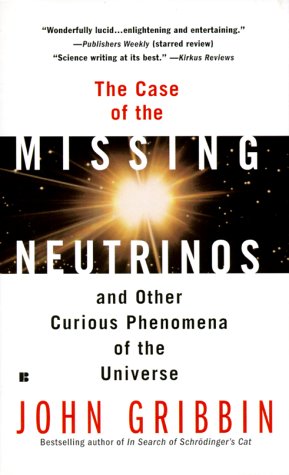 "Wonderfully lucid...enlightening and entertaining."
—Publishers Weekly (starred review)
"Science writing at its best." —Kirkus Reviews
The Case
of the
MISSING
NEUTRINOS
and Other
Curious Phenomena
of the
Universe
B
JOHN GRIBBIN
Bestselling author of In Search of Schrödinger's Cat